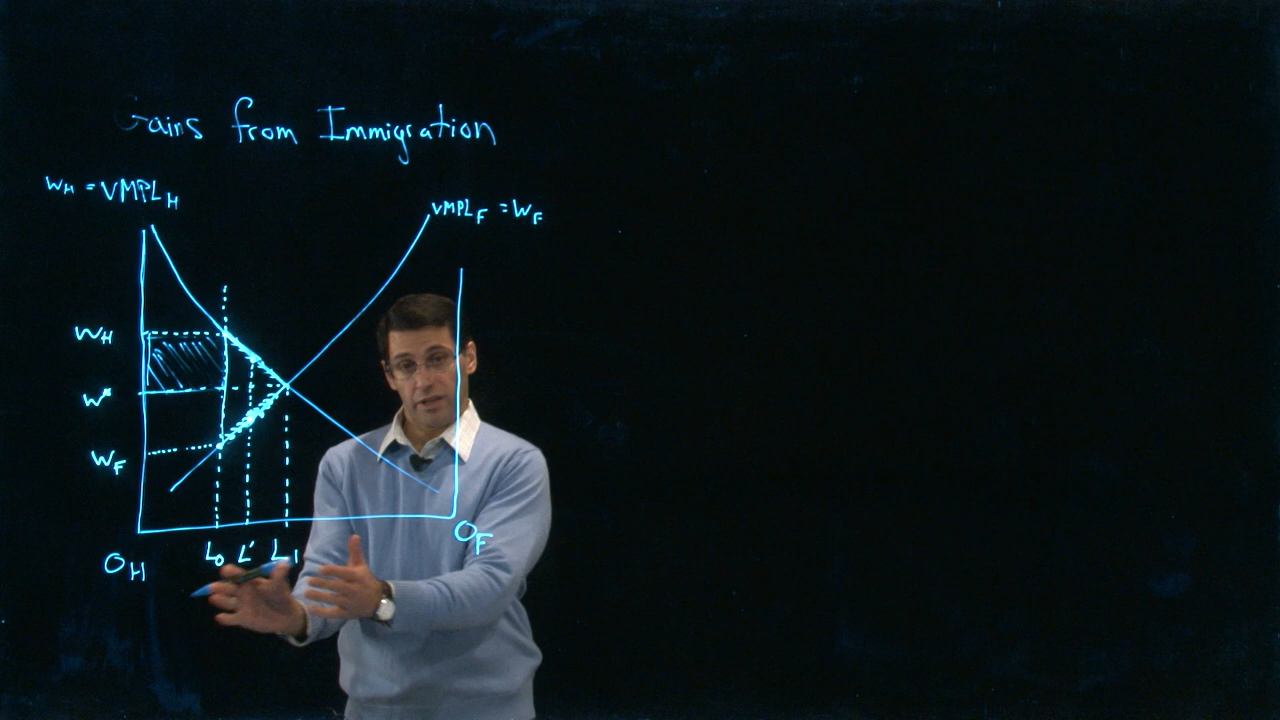 Gains from Immigration
W_H = VMPL_H
VMPL_F = W_F
W_H
W*
W_F
L_0 L' L_1
O_H
O_F